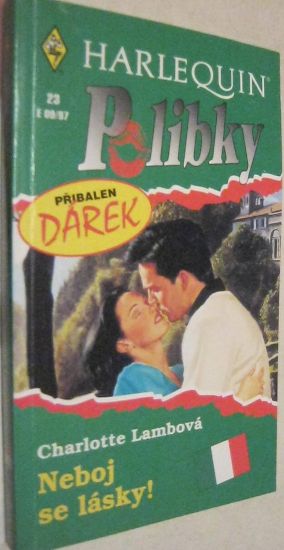 HARLEQUIN®
23
E 09/97
Polibky
PŘIBALEN
DÁREK
Charlotte Lambová
Neboj
se lásky!